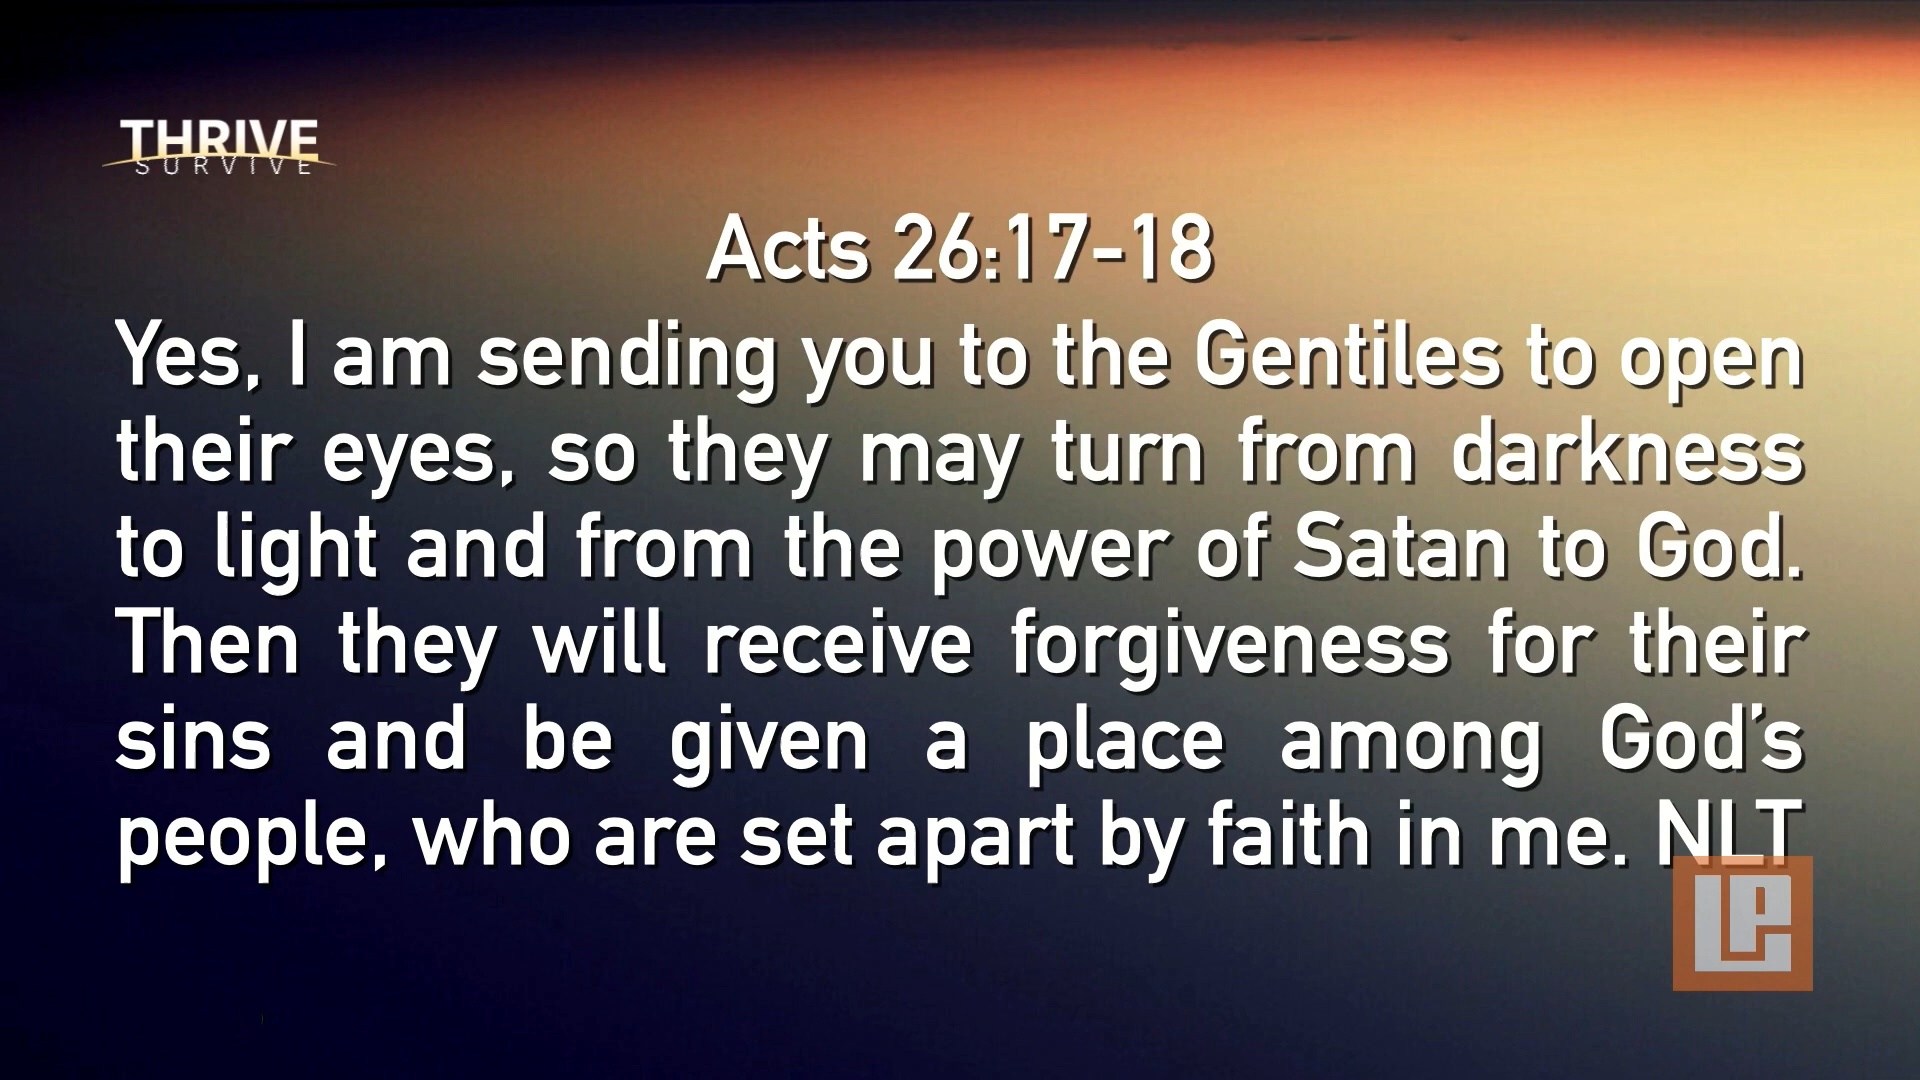 THRIVE
SURVIVE
Acts 26:17-18
Yes, I am sending you to the Gentiles to open
their eyes, so they may turn from darkness
to light and from the power of Satan to God.
Then they will receive forgiveness for their
sins and be given a place among God's
people, who are set apart by faith in me. NLT
LP